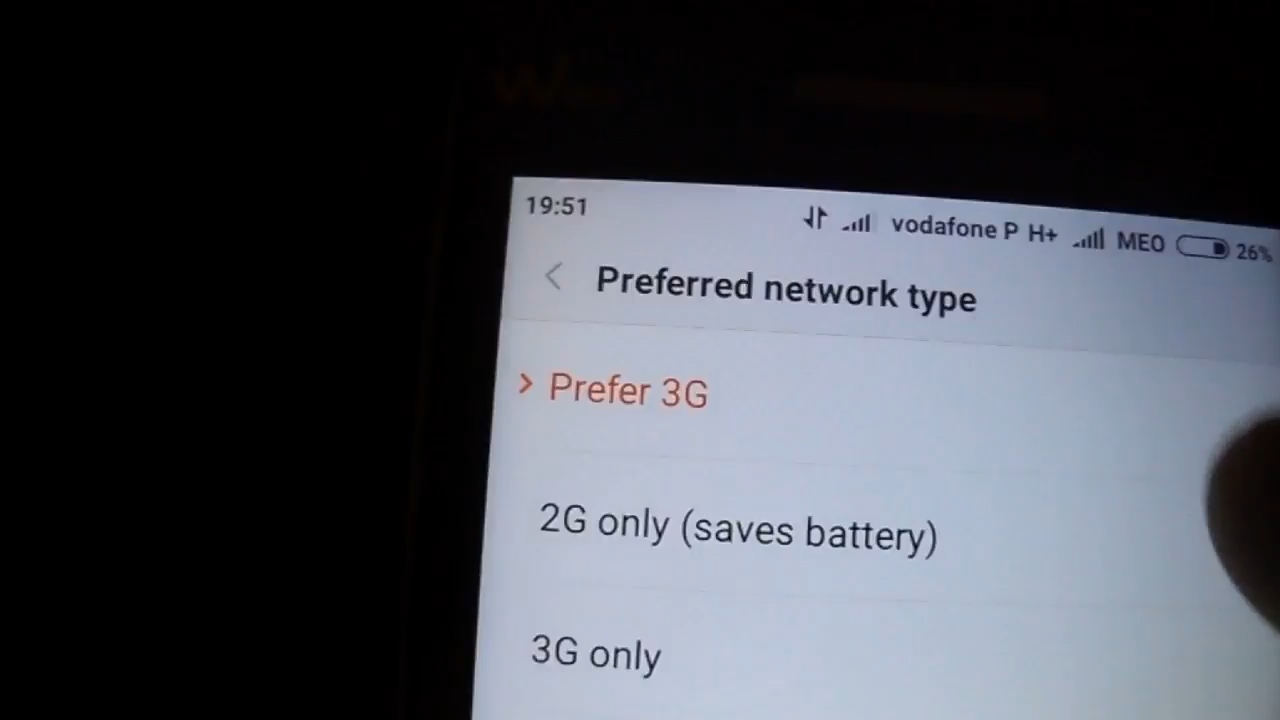 19:51 vodafone P H+ MEO 26%
Preferred network type
Prefer 3G
2G only (saves battery)
3G only